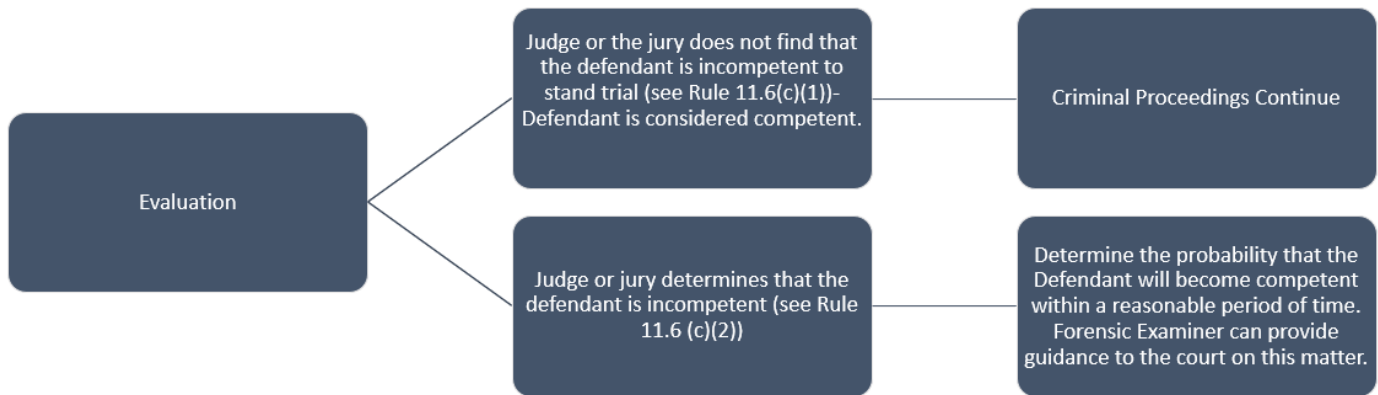 Evaluation
Judge or the jury does not find that
the defendant is incompetent to
stand trial (see Rule 11.6(c)(1))-
Defendant is considered competent.
Criminal Proceedings Continue
Judge or jury determines that the
defendant is incompetent (see Rule
11.6 (c)(2))
Determine the probability that the
Defendant will become competent
within a reasonable period of time.
Forensic Examiner can provide
guidance to the court on this matter.